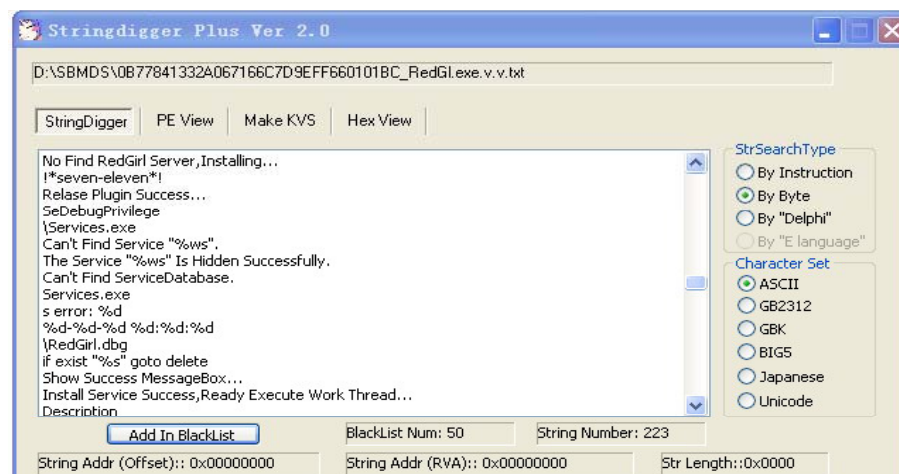 Stringdigger Plus Ver 2.0
D:\SBMDS\0B77841332A067166C7D9EFF660101BC_RedGl.exe.v.v.txt
StringDigger PE View Make KVS Hex View
No Find RedGirl Server,Installing...
!*seven-eleven*!
Relase Plugin Success...
SeDebugPrivilege
\Services.exe
Can't Find Service "%ws".
The Service "%ws" Is Hidden Successfully.
Can't Find ServiceDatabase.
Services.exe
s error: %d
%d-%d-%d %d:%d:%d
\RedGirl.dbg
if exist "%s" goto delete
Show Success MessageBox...
Install Service Success,Ready Execute Work Thread...
Description
StrSearchType
By Instruction
By Byte
By "Delphi"
By "E language"
Character Set
ASCII
GB2312
GBK
BIG5
Japanese
Unicode
Add In BlackList
BlackList Num: 50
String Number: 223
String Addr (Offset):: 0x00000000
String Addr (RVA):: 0x00000000
Str Length::0x0000